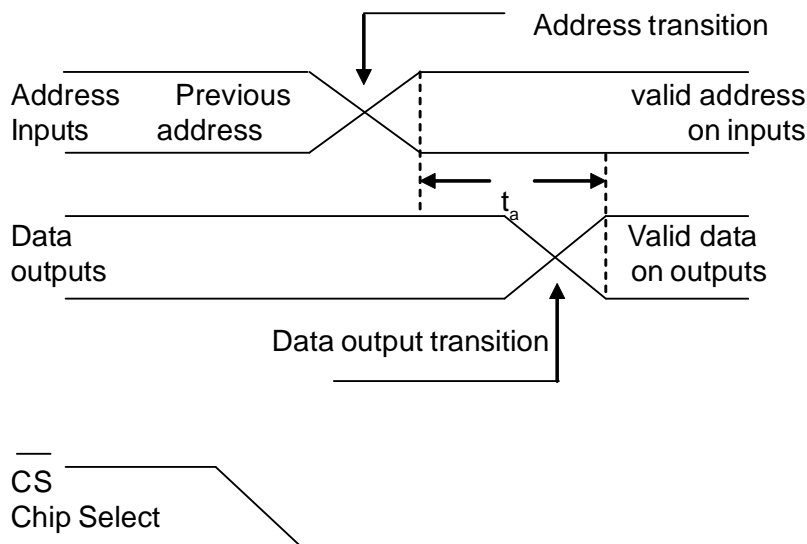 Address transition
Address Previous valid address
Inputs address on inputs
tₐ
Data Valid data
outputs on outputs
Data output transition
C̅S̅
Chip Select